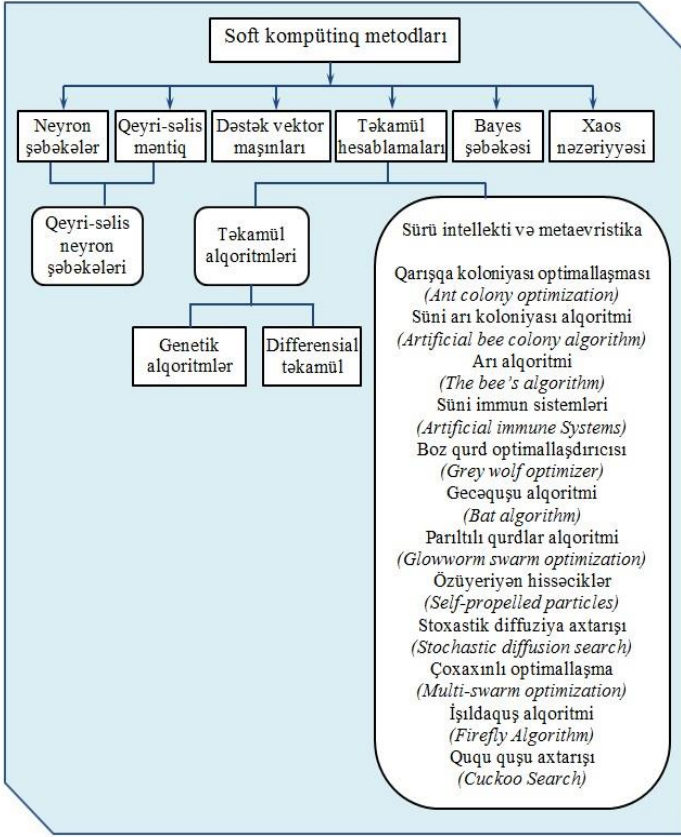 Soft kompütinq metodları
Neyron
şəbəkələr
Qeyri-səlis
məntiq
Dəstək vektor
maşınları
Təkamül
hesablamaları
Bayes
şəbəkəsi
Xaos
nəzəriyyəsi
Qeyri-səlis
neyron
şəbəkələri
Təkamül
alqoritmləri
Genetik
alqoritmlər
Differensial
təkamül
Sürü intellekti və metaevristika
Qarışqa koloniyası optimallaşması
(Ant colony optimization)
Süni arı koloniyası alqoritmi
(Artificial bee colony algorithm)
Arı alqoritmi
(The bee's algorithm)
Süni immun sistemləri
(Artificial immune Systems)
Boz qurd optimallaşdırıcısı
(Grey wolf optimizer)
Gecəquşu alqoritmi
(Bat algorithm)
Parıltılı qurdlar alqoritmi
(Glowworm swarm optimization)
Özüyeriyən hissəciklər
(Self-propelled particles)
Stoxastik diffuziya axtarışı
(Stochastic diffusion search)
Çoxaxınlı optimallaşma
(Multi-swarm optimization)
İşıldaquş alqoritmi
(Firefly Algorithm)
Ququ quşu axtarışı
(Cuckoo Search)